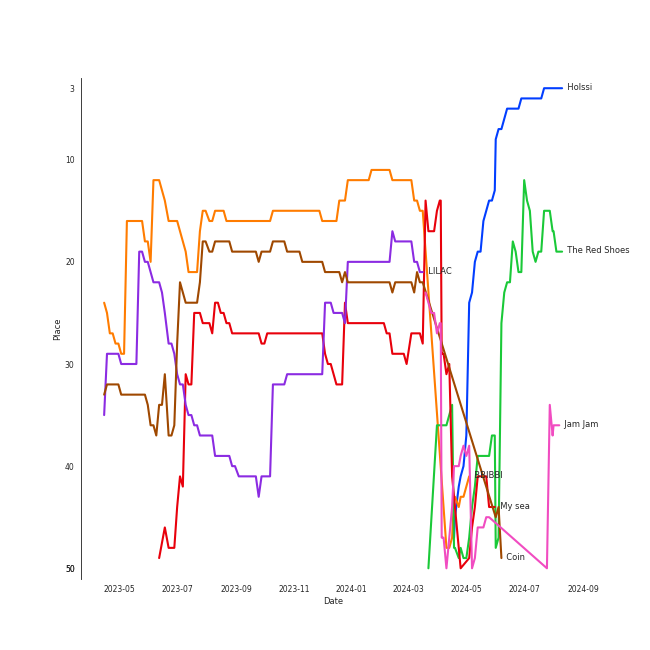 3
Holssi
10
The Red Shoes
20
LILAC
Place
30
Jam Jam
40
BBIBBI
My sea
Coin
50
2023-05
2023-07
2023-09
2023-11
2024-01
2024-03
2024-05
2024-07
2024-09
Date